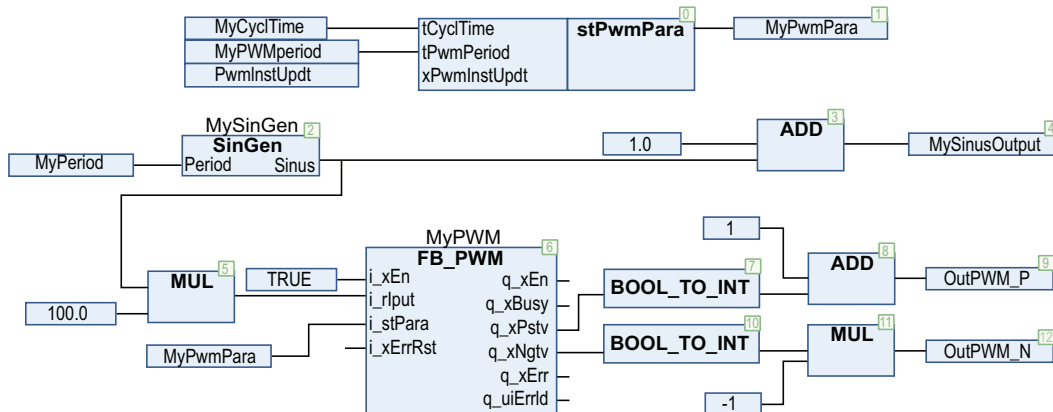 0
1
MyCyclTime
tCyclTime
stPwmPara
MyPwmPara
MyPWMperiod
tPwmPeriod
PwmInstUpdt
xPwmInstUpdt
MySinGen
2
SinGen
3
ADD
4
1.0
MySinusOutput
MyPeriod
Period
Sinus
MyPWM
6
FB_PWM
1
8
ADD
9
5
MUL
TRUE
i_xEn
q_xEn
7
BOOL_TO_INT
OutPWM_P
i_rIput
q_xBusy
100.0
i_stPara
q_xPstv
10
11
MUL
12
MyPwmPara
i_xErrRst
q_xNgtv
BOOL_TO_INT
OutPWM_N
q_xErr
q_uiErrId
-1